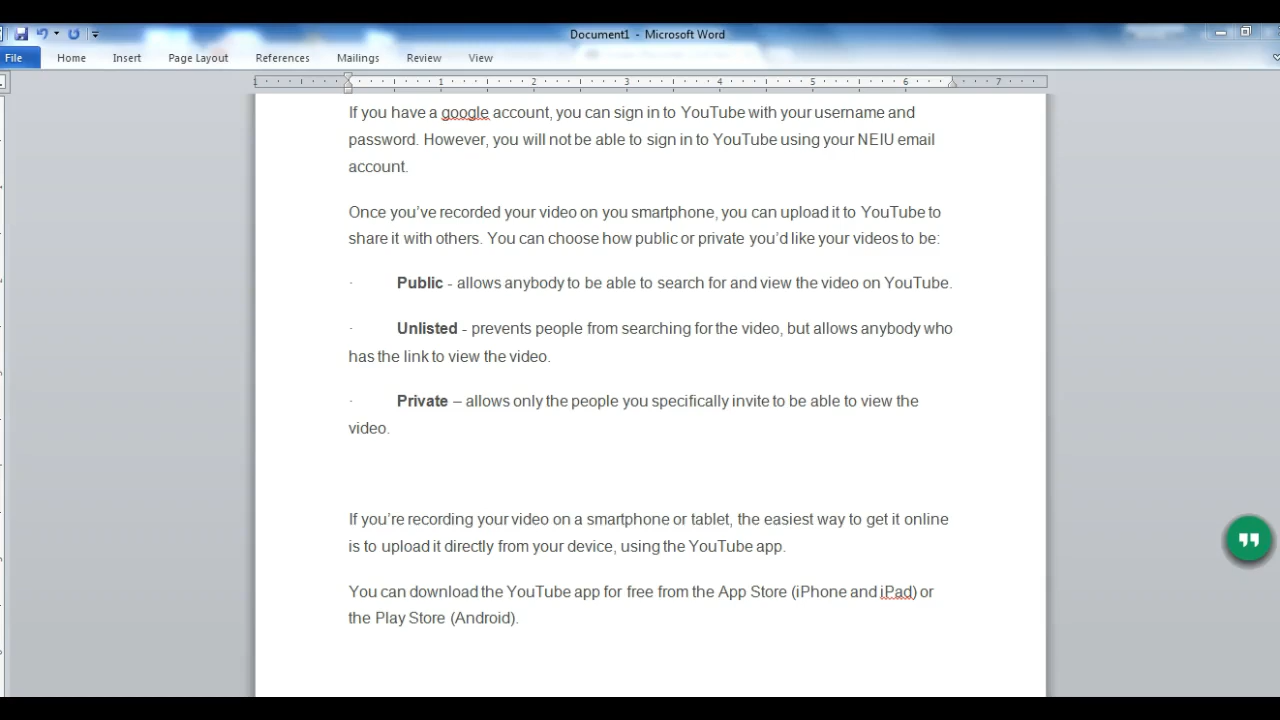 Document1 - Microsoft Word
File Home Insert Page Layout References Mailings Review View
1 1 2 3 4 5 6 7
If you have a google account, you can sign in to YouTube with your username and
password. However, you will not be able to sign in to YouTube using your NEIU email
account.
Once you’ve recorded your video on you smartphone, you can upload it to YouTube to
share it with others. You can choose how public or private you’d like your videos to be:
· Public - allows anybody to be able to search for and view the video on YouTube.
· Unlisted - prevents people from searching for the video, but allows anybody who
has the link to view the video.
· Private – allows only the people you specifically invite to be able to view the
video.
If you’re recording your video on a smartphone or tablet, the easiest way to get it online
is to upload it directly from your device, using the YouTube app.
You can download the YouTube app for free from the App Store (iPhone and iPad) or
the Play Store (Android).